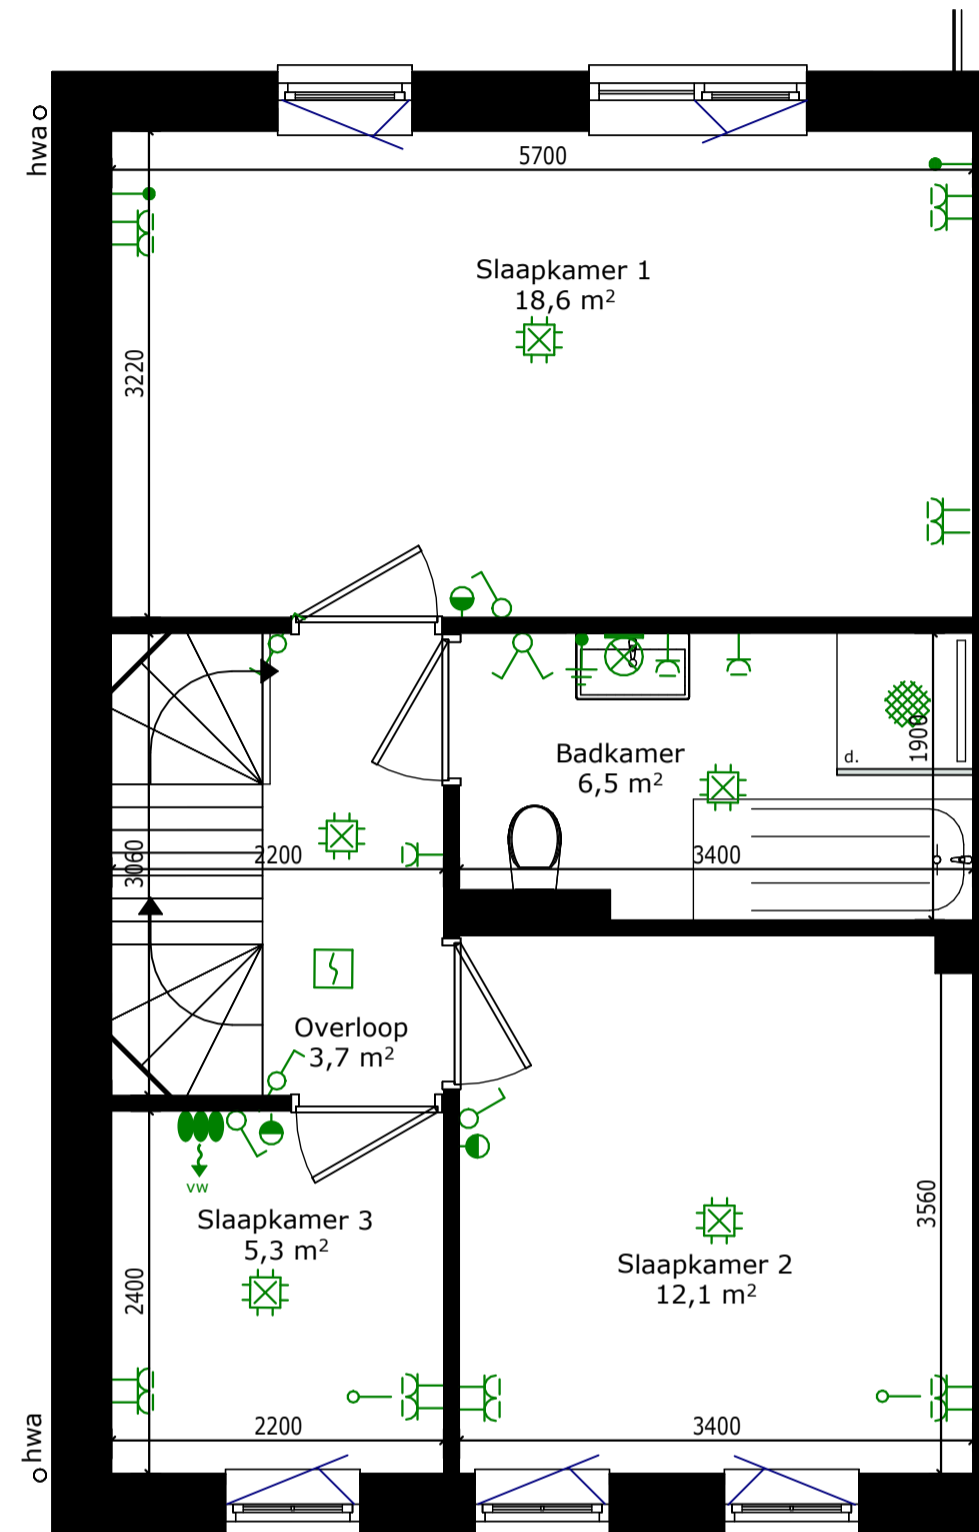 hwa
5700
Slaapkamer 1
18,6 m²
3220
Badkamer
6,5 m²
1900
d.
3060
2200
3400
Overloop
3,7 m²
vw
Slaapkamer 3
5,3 m²
3560
Slaapkamer 2
12,1 m²
2400
2200
3400
hwa